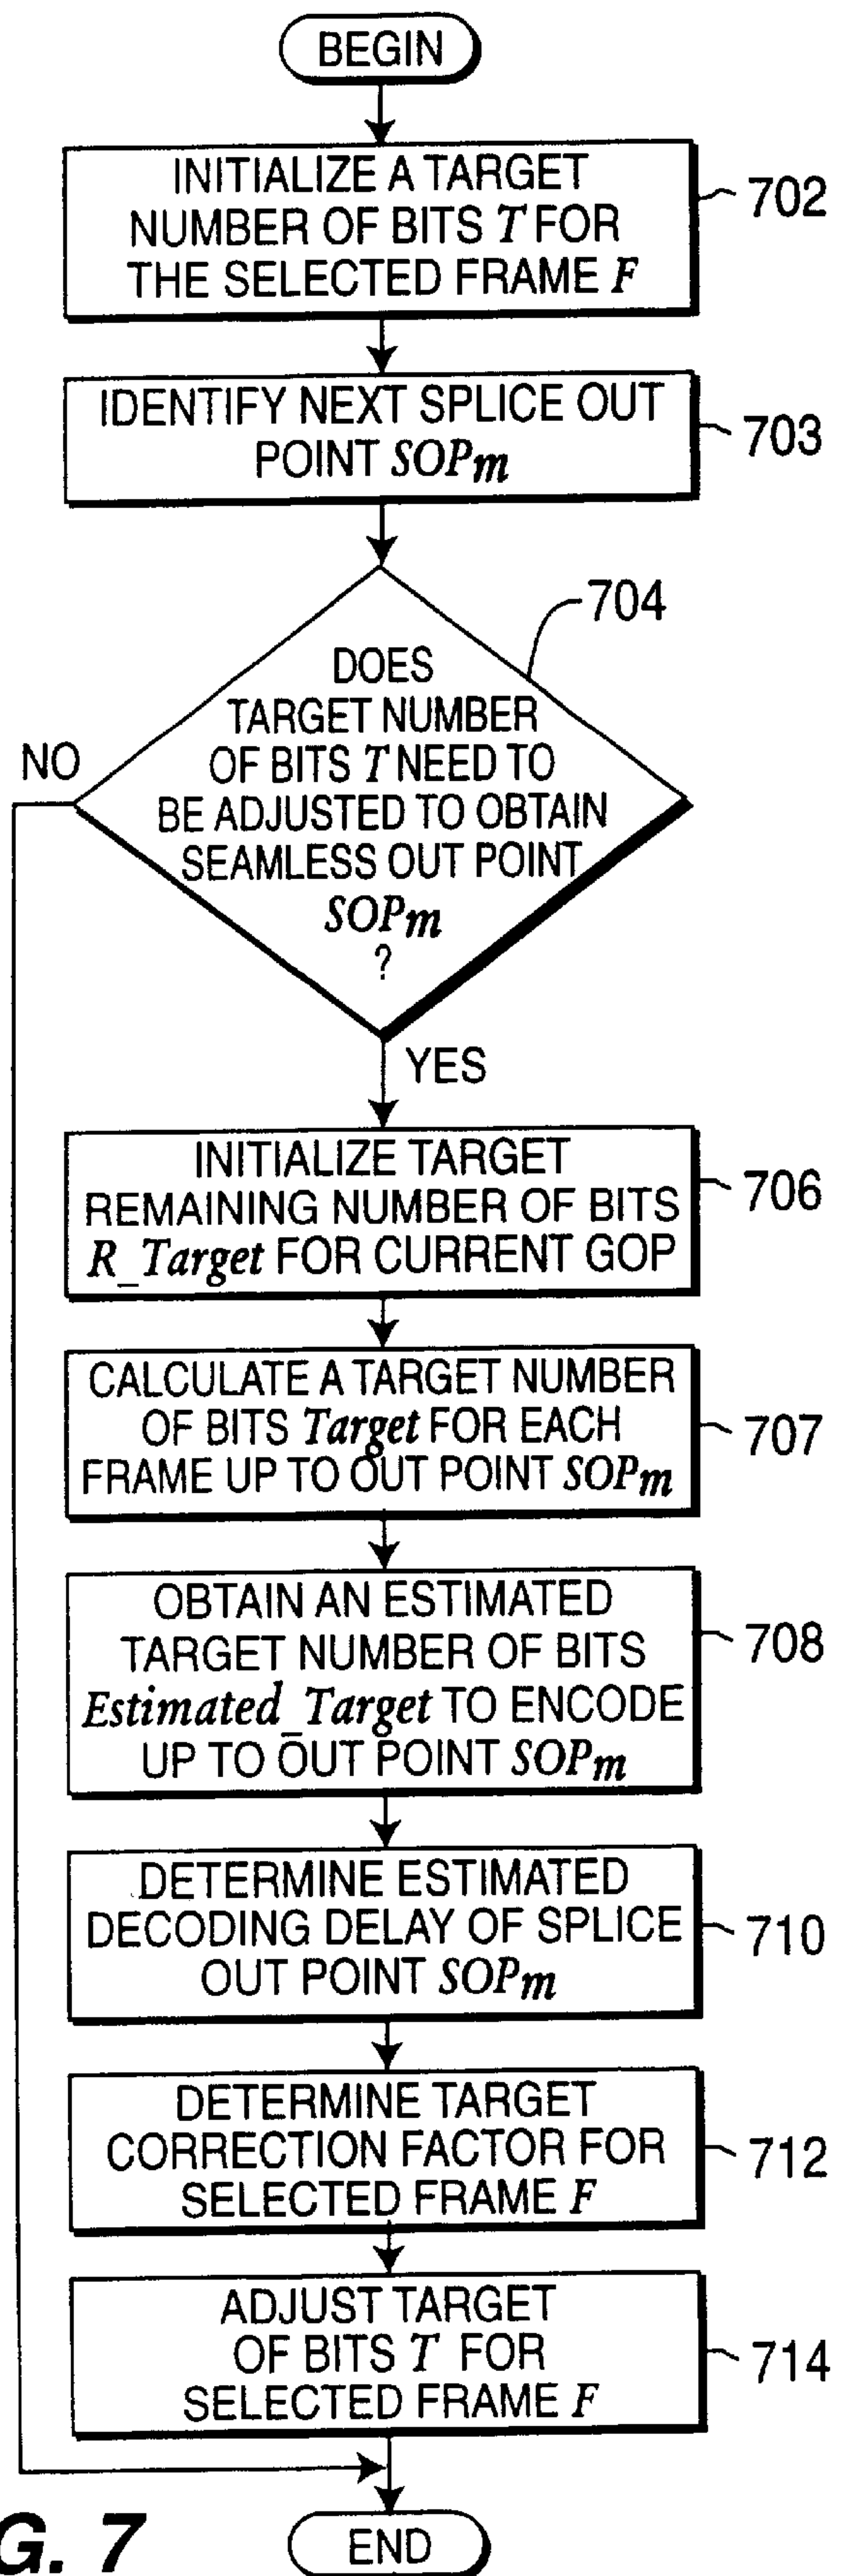 BEGIN
INITIALIZE A TARGET
NUMBER OF BITS T FOR
THE SELECTED FRAME F
702
IDENTIFY NEXT SPLICE OUT
POINT SOPm
703
704
DOES
TARGET NUMBER
OF BITS T NEED TO
BE ADJUSTED TO OBTAIN
SEAMLESS OUT POINT
SOPm
?
NO
YES
INITIALIZE TARGET
REMAINING NUMBER OF BITS
R_Target FOR CURRENT GOP
706
CALCULATE A TARGET NUMBER
OF BITS Target FOR EACH
FRAME UP TO OUT POINT SOPm
707
OBTAIN AN ESTIMATED
TARGET NUMBER OF BITS
Estimated_Target TO ENCODE
UP TO OUT POINT SOPm
708
DETERMINE ESTIMATED
DECODING DELAY OF SPLICE
OUT POINT SOPm
710
DETERMINE TARGET
CORRECTION FACTOR FOR
SELECTED FRAME F
712
ADJUST TARGET
OF BITS T FOR
SELECTED FRAME F
714
END
G. 7